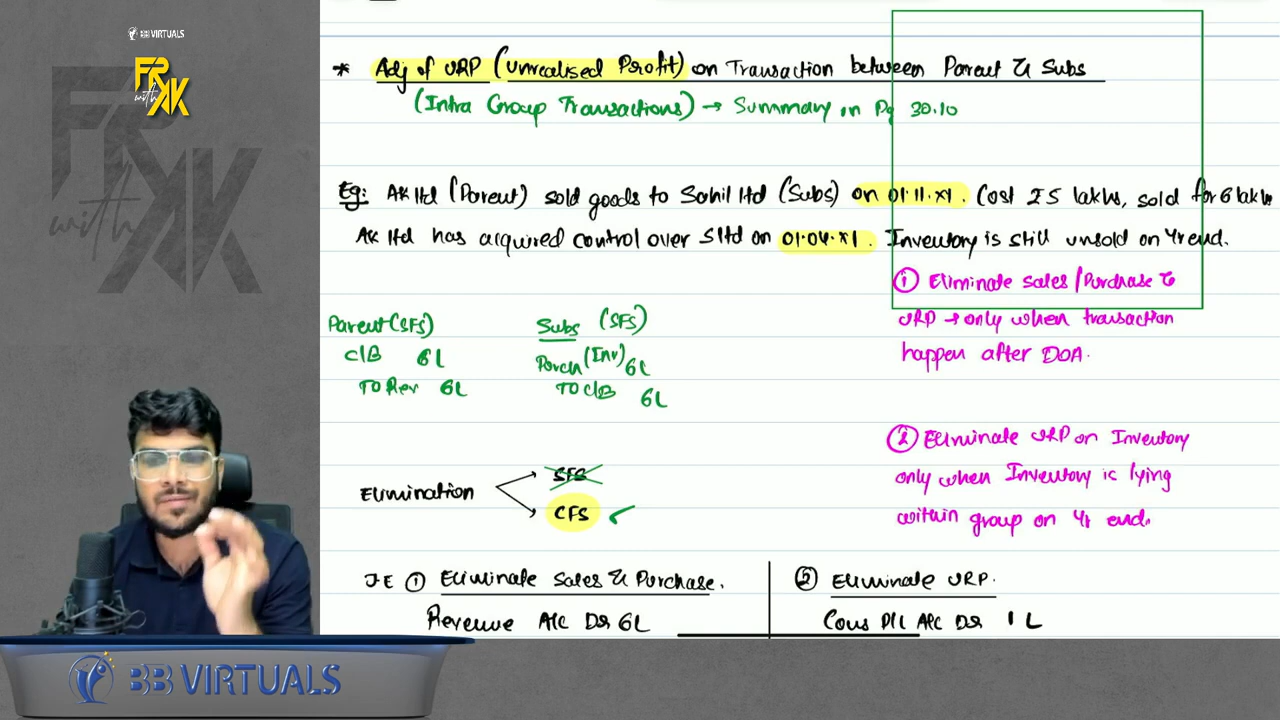 BB VIRTUALS
FR
with
AK
FR
with
AK
* Adj of URP (Unrealised Profit) on Transaction between Parent & Subs
(Intra Group Transactions) → Summary in Pg 30.10
Eg: AK ltd (Parent) sold goods to Sahil ltd (Subs) on 01.11.x1. Cost ₹5 lakhs, sold for 6 lakhs
AK ltd has acquired control over S ltd on 01.04.x1. Inventory is still unsold on Yr end.
① Eliminate sales / Purchase &
URP → only when transaction
happen after DOA.
Parent (SFS)
C/B 6L
TO Rev 6L
Subs (SFS)
Purch (Inv) 6L
TO C/B 6L
② Eliminate URP on Inventory
only when Inventory is lying
within group on Yr end.
Elimination
SFS
CFS ✓
JE ① Eliminate Sales & Purchase.
Revenue A/c Dr 6L
② Eliminate URP.
Cons P/L A/c Dr 1 L
BB VIRTUALS